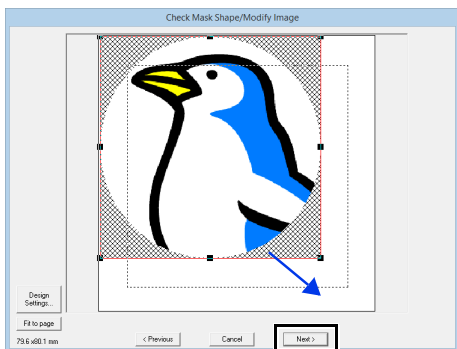 Check Mask Shape/Modify Image
Design
Settings...
Fit to page
79.6 x80.1 mm
< Previous
Cancel
Next >